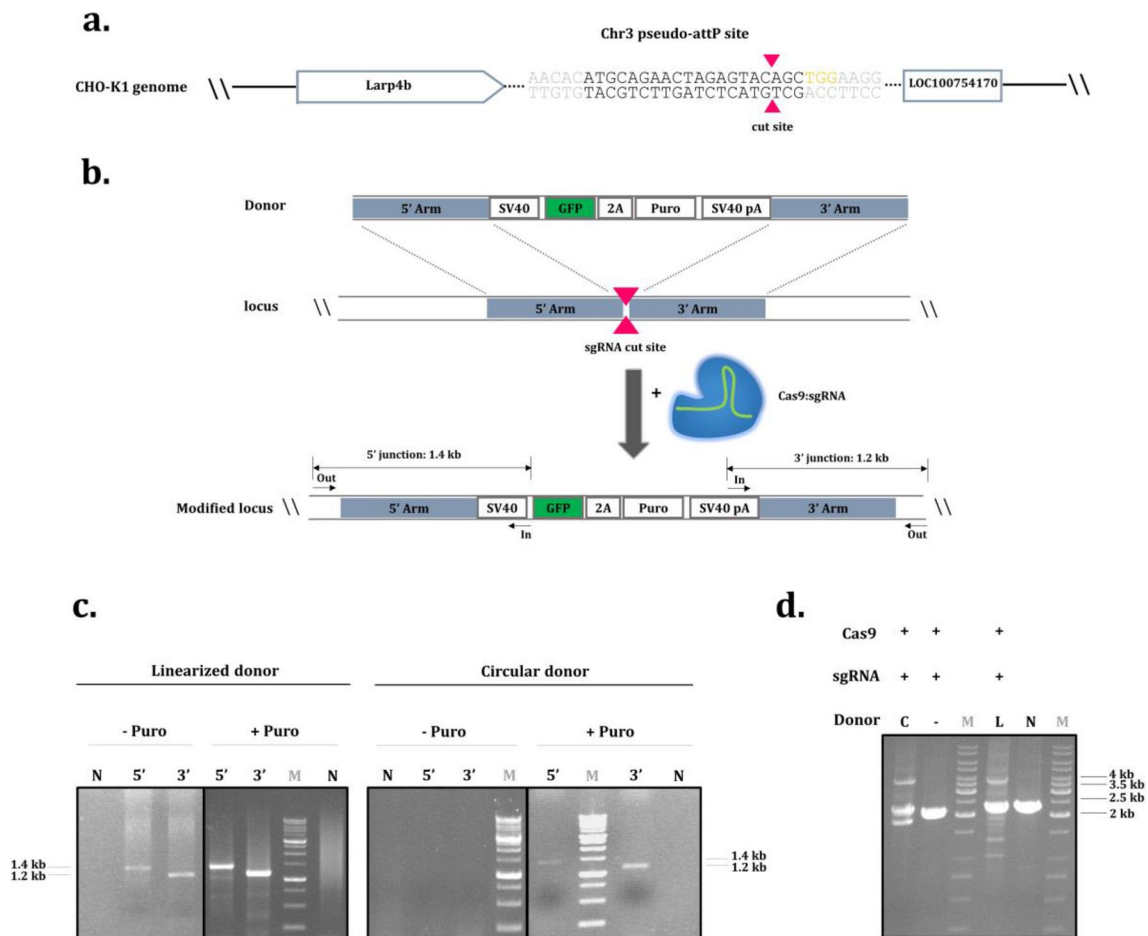 a.
Chr3 pseudo-attP site
CHO-K1 genome
Larp4b
AACACATGCAGAACTAGAGTACAGCTGGAAGG
TTGTGTACGTCTTGATCTCATGTCGACCTTCC
LOC100754170
cut site
b.
Donor
5' Arm SV40 GFP 2A Puro SV40 pA 3' Arm
locus
5' Arm 3' Arm
sgRNA cut site
+
Cas9:sgRNA
5' junction: 1.4 kb 3' junction: 1.2 kb
Out In
Modified locus
5' Arm SV40 GFP 2A Puro SV40 pA 3' Arm
In Out
c.
Linearized donor Circular donor
- Puro + Puro - Puro + Puro
N 5' 3' 5' 3' M N N 5' 3' M 5' M 3' N
1.4 kb 1.4 kb
1.2 kb 1.2 kb
d.
Cas9 + + +
sgRNA + + +
Donor C - M L N M
4 kb
3.5 kb
2.5 kb
2 kb